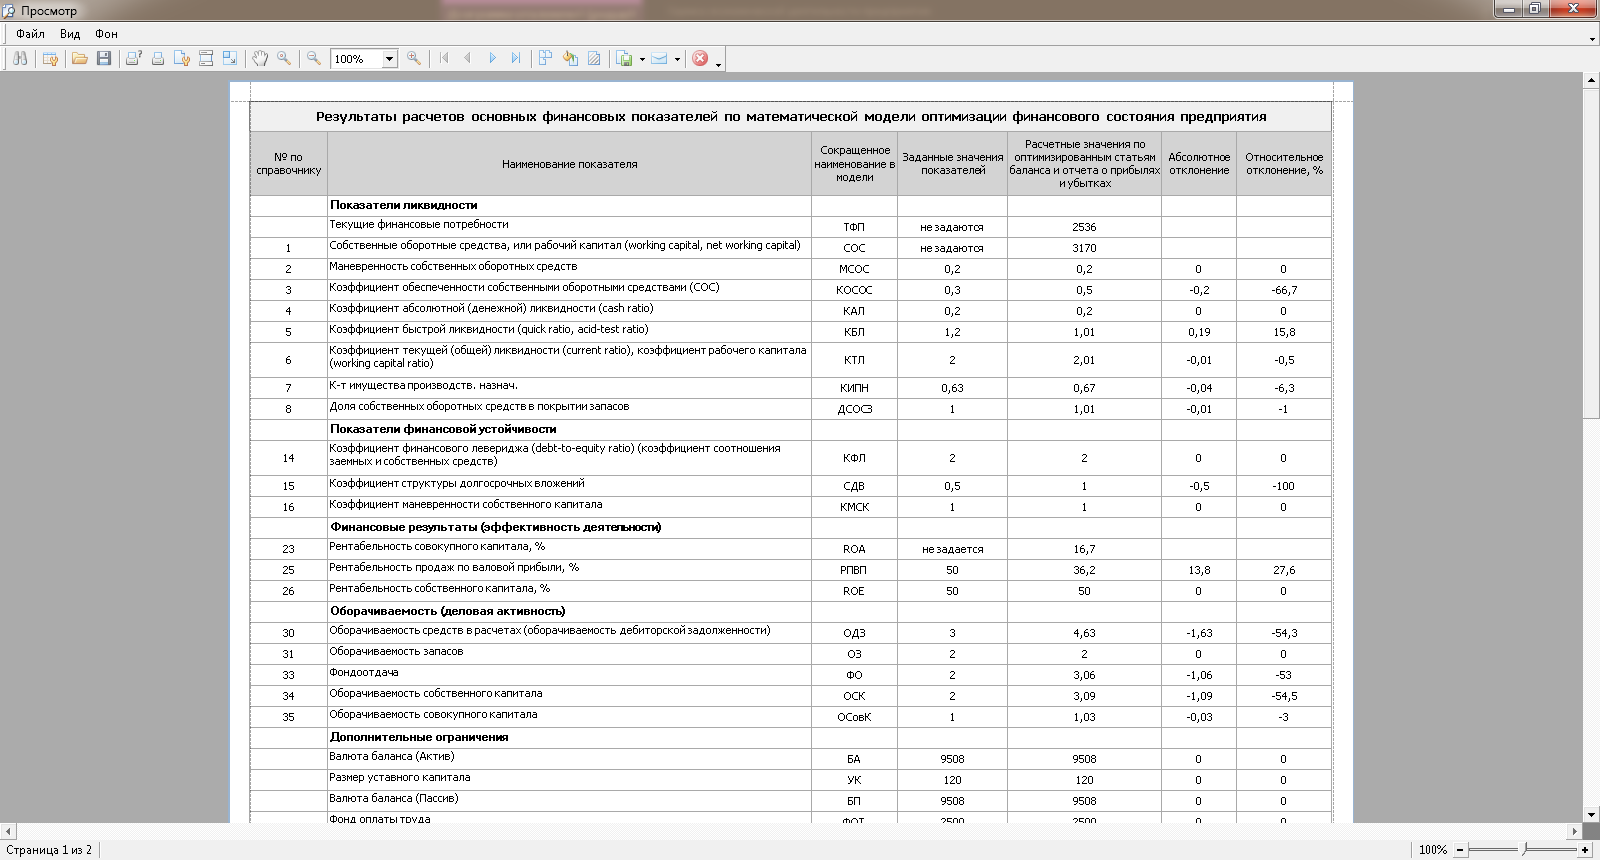 Просмотр
Файл Вид Фон
100%
Результаты расчетов основных финансовых показателей по математической модели оптимизации финансового состояния предприятия
№ по справочнику Наименование показателя Сокращенное наименование в модели Заданные значения показателей Расчетные значения по оптимизированным статьям баланса и отчета о прибылях и убытках Абсолютное отклонение Относительное отклонение, %
Показатели ликвидности
Текущие финансовые потребности ТФП не задаются 2536
1 Собственные оборотные средства, или рабочий капитал (working capital, net working capital) СОС не задаются 3170
2 Маневренность собственных оборотных средств МСОС 0,2 0,2 0 0
3 Коэффициент обеспеченности собственными оборотными средствами (СОС) КОСОС 0,3 0,5 -0,2 -66,7
4 Коэффициент абсолютной (денежной) ликвидности (cash ratio) КАЛ 0,2 0,2 0 0
5 Коэффициент быстрой ликвидности (quick ratio, acid-test ratio) КБЛ 1,2 1,01 0,19 15,8
6 Коэффициент текущей (общей) ликвидности (current ratio), коэффициент рабочего капитала (working capital ratio) КТЛ 2 2,01 -0,01 -0,5
7 К-т имущества производств. назнач. КИПН 0,63 0,67 -0,04 -6,3
8 Доля собственных оборотных средств в покрытии запасов ДСОСЗ 1 1,01 -0,01 -1
Показатели финансовой устойчивости
14 Коэффициент финансового левериджа (debt-to-equity ratio) (коэффициент соотношения заемных и собственных средств) КФЛ 2 2 0 0
15 Коэффициент структуры долгосрочных вложений СДВ 0,5 1 -0,5 -100
16 Коэффициент маневренности собственного капитала КМСК 1 1 0 0
Финансовые результаты (эффективность деятельности)
23 Рентабельность совокупного капитала, % ROA не задается 16,7
25 Рентабельность продаж по валовой прибыли, % РПВП 50 36,2 13,8 27,6
26 Рентабельность собственного капитала, % ROE 50 50 0 0
Оборачиваемость (деловая активность)
30 Оборачиваемость средств в расчетах (оборачиваемость дебиторской задолженности) ОДЗ 3 4,63 -1,63 -54,3
31 Оборачиваемость запасов ОЗ 2 2 0 0
33 Фондоотдача ФО 2 3,06 -1,06 -53
34 Оборачиваемость собственного капитала ОСК 2 3,09 -1,09 -54,5
35 Оборачиваемость совокупного капитала ОСовК 1 1,03 -0,03 -3
Дополнительные ограничения
Валюта баланса (Актив) БА 9508 9508 0 0
Размер уставного капитала УК 120 120 0 0
Валюта баланса (Пассив) БП 9508 9508 0 0
Фонд оплаты труда ФОТ 2500 2500 0 0
Страница 1 из 2 100%